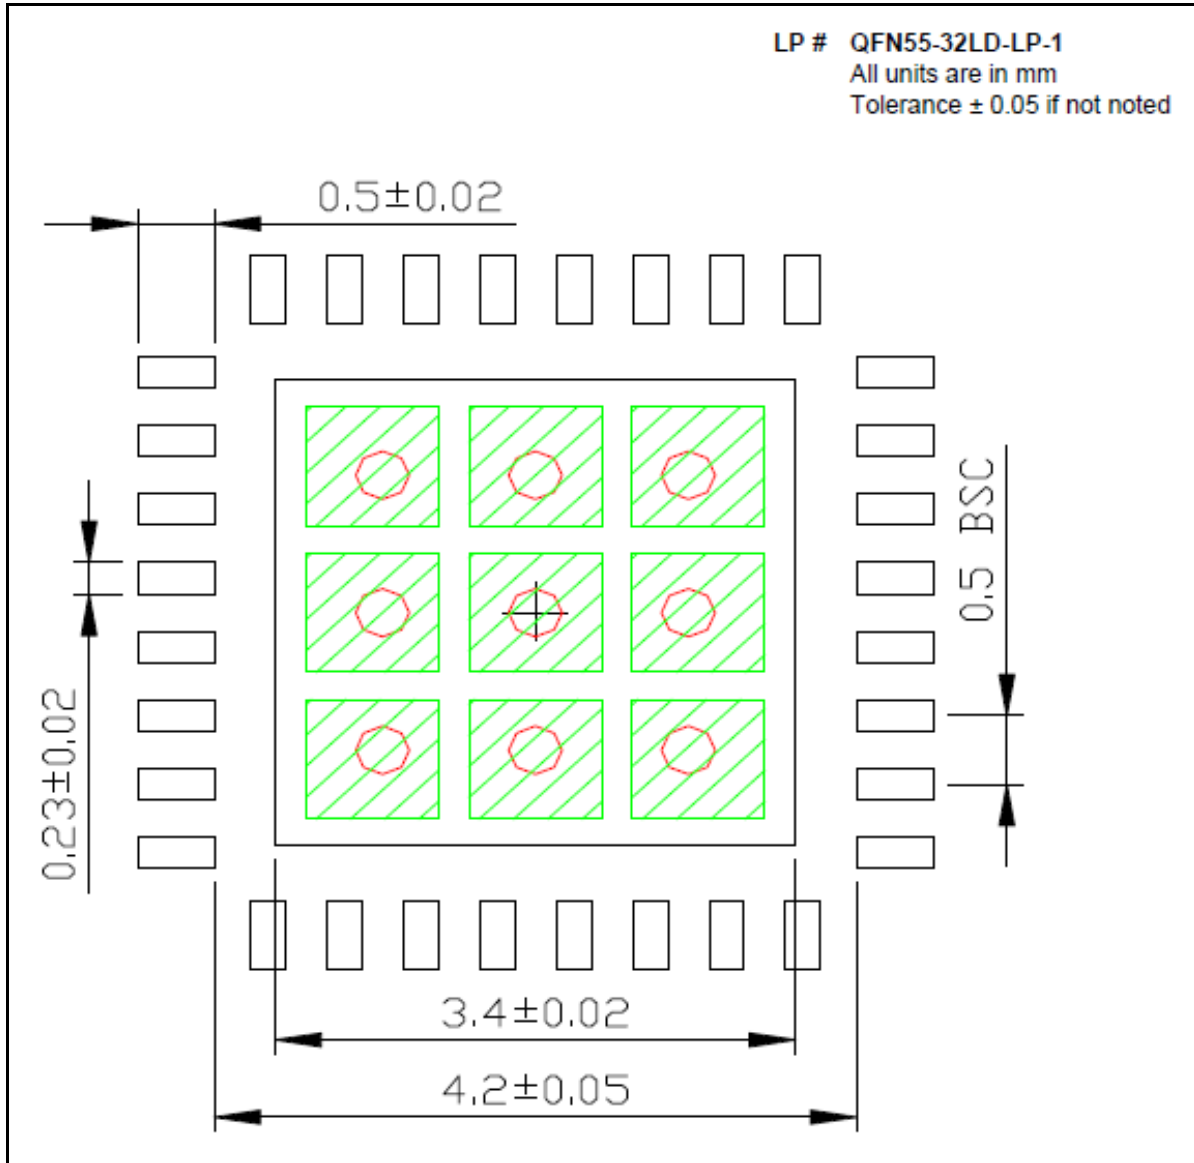 LP # QFN55-32LD-LP-1
All units are in mm
Tolerance ± 0.05 if not noted
0.5±0.02
0.5 BSC
0.23±0.02
3.4±0.02
4.2±0.05